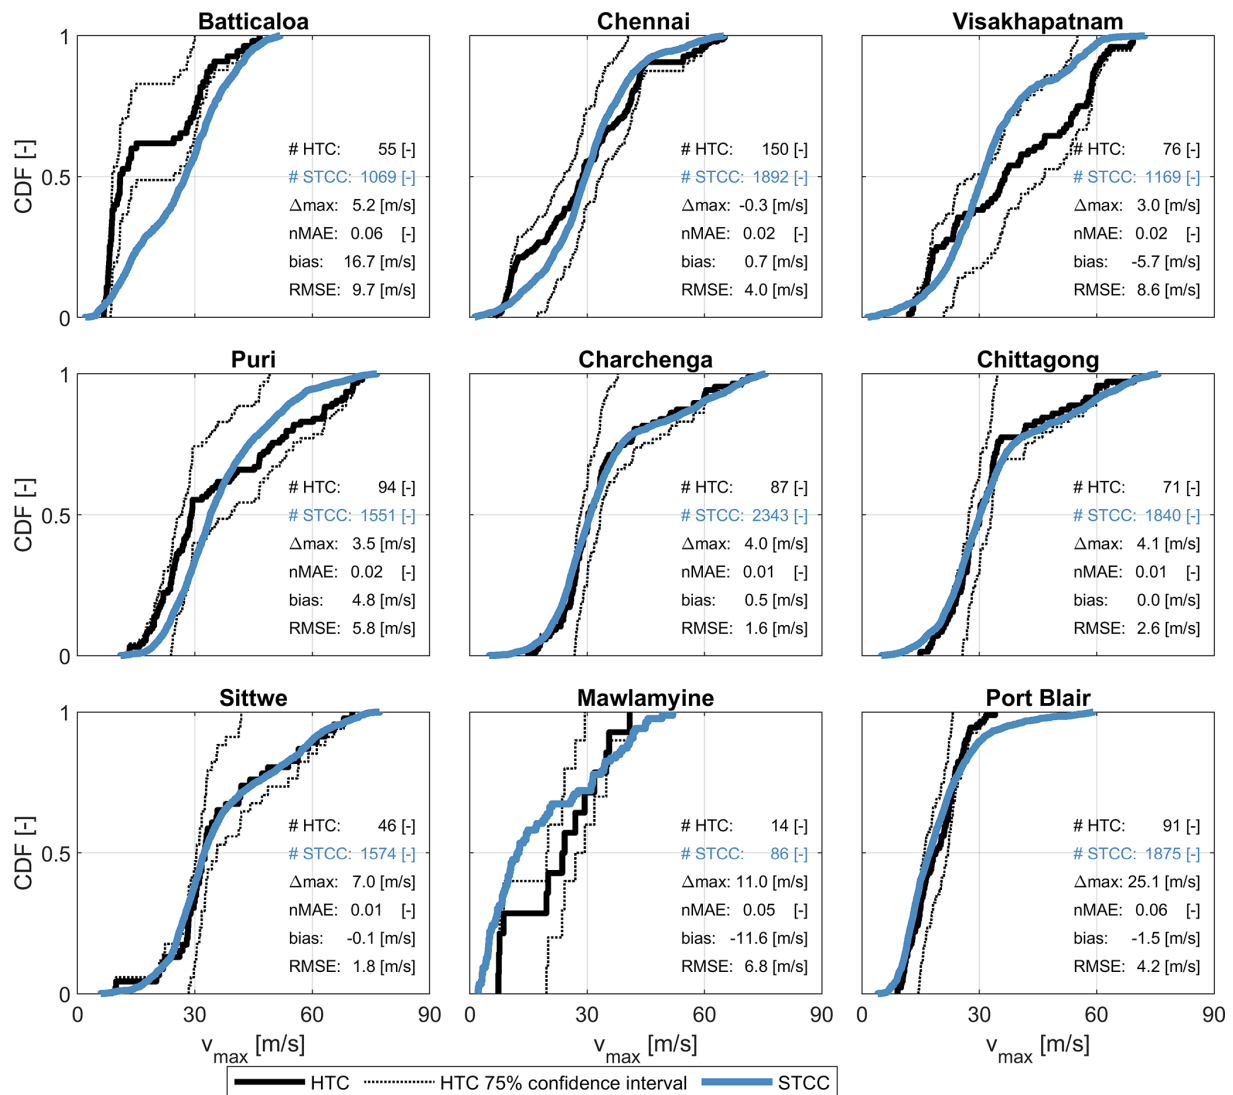 Batticaloa
Chennai
Visakhapatnam
1
CDF [-]
0.5
0
# HTC: 55 [-]
# STCC: 1069 [-]
Δmax: 5.2 [m/s]
nMAE: 0.06 [-]
bias: 16.7 [m/s]
RMSE: 9.7 [m/s]
# HTC: 150 [-]
# STCC: 1892 [-]
Δmax: -0.3 [m/s]
nMAE: 0.02 [-]
bias: 0.7 [m/s]
RMSE: 4.0 [m/s]
# HTC: 76 [-]
# STCC: 1169 [-]
Δmax: 3.0 [m/s]
nMAE: 0.02 [-]
bias: -5.7 [m/s]
RMSE: 8.6 [m/s]
Puri
Charchenga
Chittagong
1
CDF [-]
0.5
0
# HTC: 94 [-]
# STCC: 1551 [-]
Δmax: 3.5 [m/s]
nMAE: 0.02 [-]
bias: 4.8 [m/s]
RMSE: 5.8 [m/s]
# HTC: 87 [-]
# STCC: 2343 [-]
Δmax: 4.0 [m/s]
nMAE: 0.01 [-]
bias: 0.5 [m/s]
RMSE: 1.6 [m/s]
# HTC: 71 [-]
# STCC: 1840 [-]
Δmax: 4.1 [m/s]
nMAE: 0.01 [-]
bias: 0.0 [m/s]
RMSE: 2.6 [m/s]
Sittwe
Mawlamyine
Port Blair
1
CDF [-]
0.5
0
# HTC: 46 [-]
# STCC: 1574 [-]
Δmax: 7.0 [m/s]
nMAE: 0.01 [-]
bias: -0.1 [m/s]
RMSE: 1.8 [m/s]
# HTC: 14 [-]
# STCC: 86 [-]
Δmax: 11.0 [m/s]
nMAE: 0.05 [-]
bias: -11.6 [m/s]
RMSE: 6.8 [m/s]
# HTC: 91 [-]
# STCC: 1875 [-]
Δmax: 25.1 [m/s]
nMAE: 0.06 [-]
bias: -1.5 [m/s]
RMSE: 4.2 [m/s]
0 30 60 90
0 30 60 90
0 30 60 90
vmax [m/s]
vmax [m/s]
vmax [m/s]
HTC HTC 75% confidence interval STCC